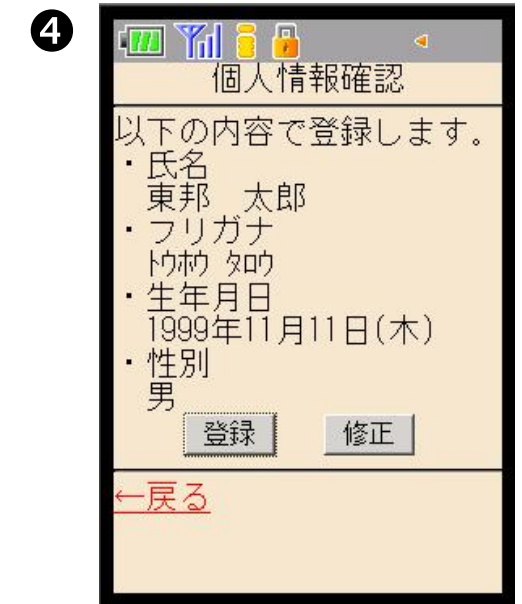 ❹
個人情報確認
以下の内容で登録します。
・氏名
東邦　太郎
・フリガナ
ﾄｳﾎｳ ﾀﾛｳ
・生年月日
1999年11月11日(木)
・性別
男
登録 修正
←戻る